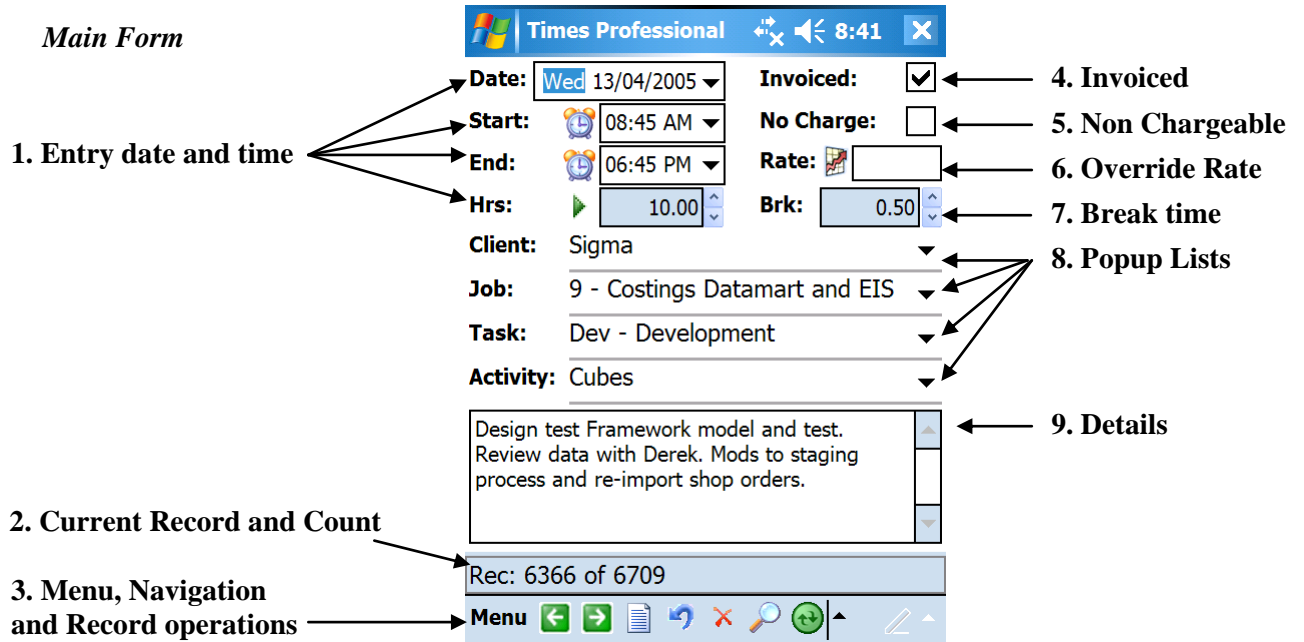 Main Form
Times Professional 8:41
Date: Wed 13/04/2005 Invoiced:
Start: 08:45 AM No Charge:
End: 06:45 PM Rate:
Hrs: 10.00 Brk: 0.50
Client: Sigma
Job: 9 - Costings Datamart and EIS
Task: Dev - Development
Activity: Cubes
Design test Framework model and test.
Review data with Derek. Mods to staging
process and re-import shop orders.
Rec: 6366 of 6709
Menu
1. Entry date and time
2. Current Record and Count
3. Menu, Navigation
and Record operations
4. Invoiced
5. Non Chargeable
6. Override Rate
7. Break time
8. Popup Lists
9. Details